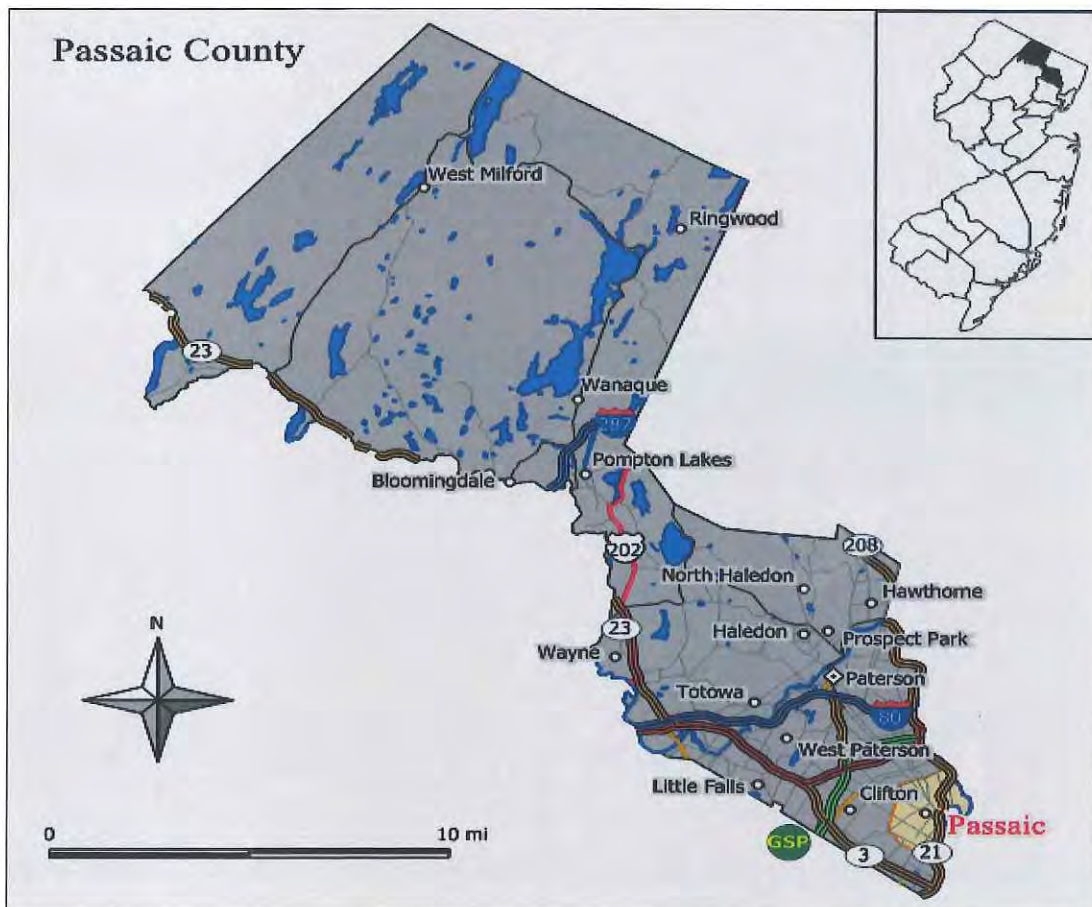 Passaic County
West Milford
Ringwood
23
Wanaque
287
Pompton Lakes
Bloomingdale
202
208
North Haledon
Hawthorne
N
23
Haledon
Prospect Park
Wayne
Paterson
Totowa
80
West Paterson
Little Falls
Clifton
Passaic
0
10 mi
GSP
3
21